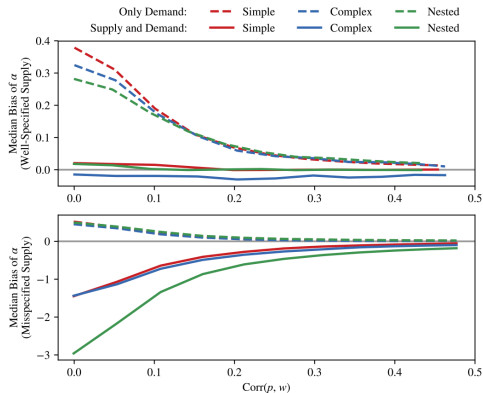 Only Demand: Simple Complex Nested
Supply and Demand: Simple Complex Nested
Median Bias of α
(Well-Specified Supply)
0.4
0.3
0.2
0.1
0.0
0.0 0.1 0.2 0.3 0.4 0.5
Median Bias of α
(Misspecified Supply)
0
−1
−2
−3
0.0 0.1 0.2 0.3 0.4 0.5
Corr(p, w)